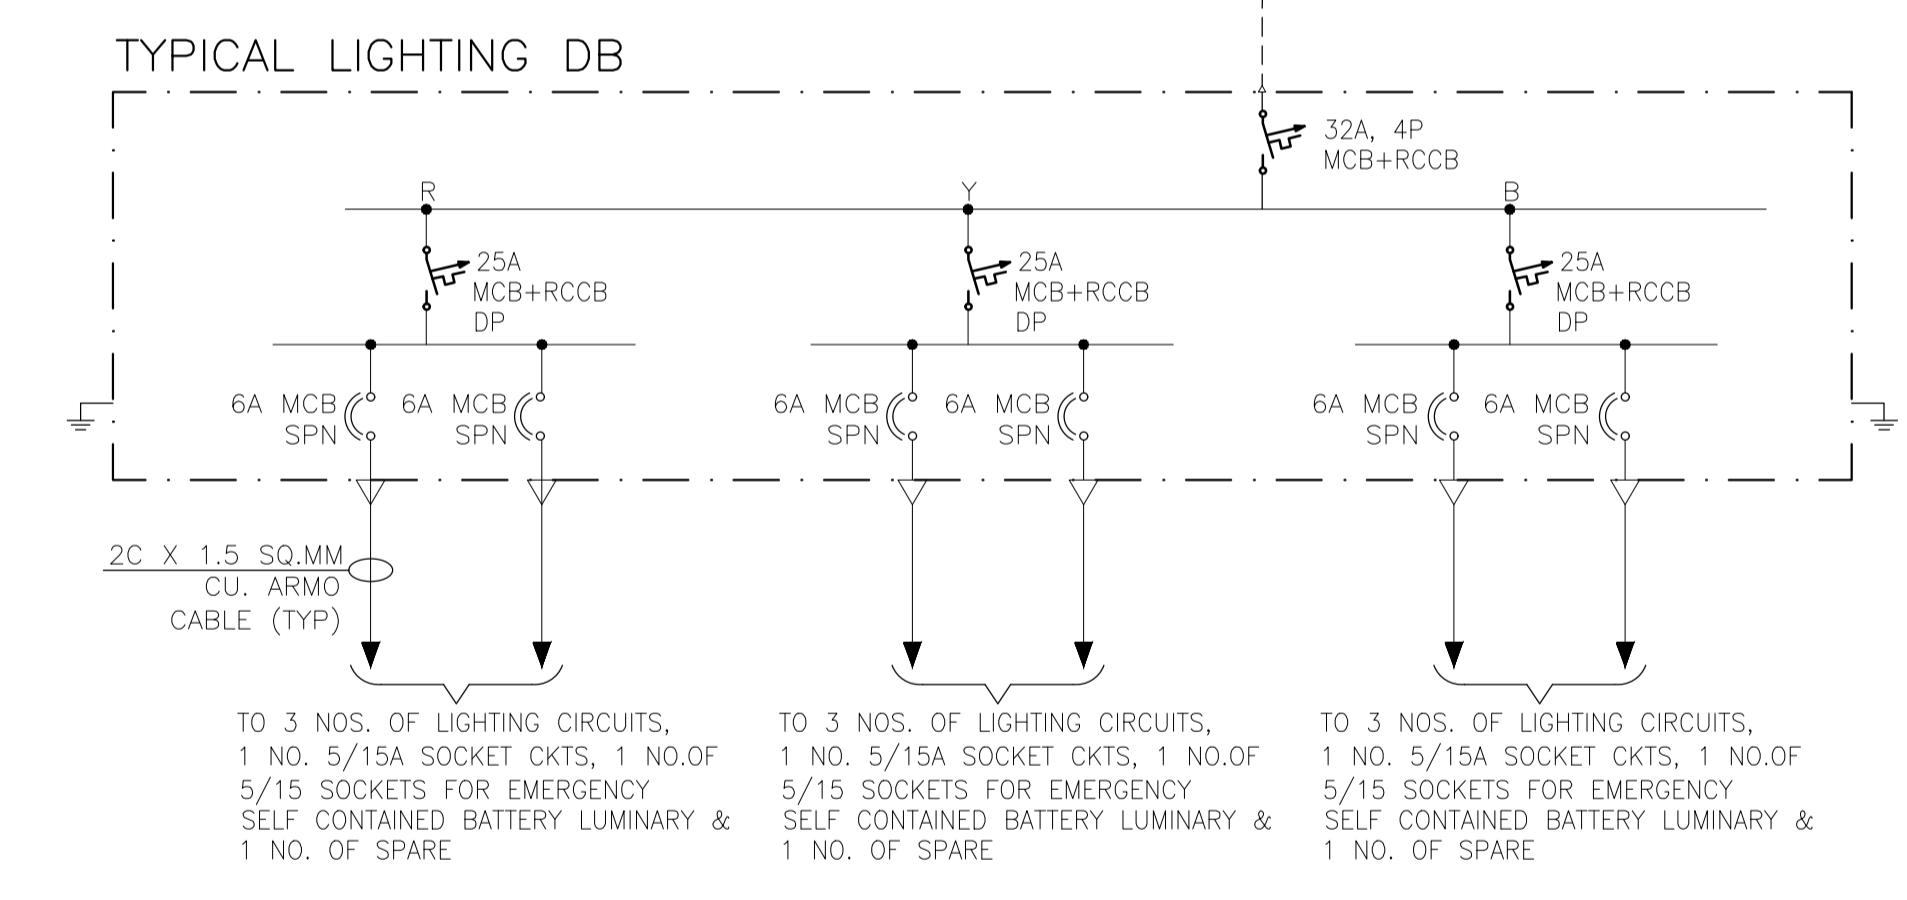 TYPICAL LIGHTING DB
32A, 4P
MCB+RCCB
R
Y
B
25A
MCB+RCCB
DP
25A
MCB+RCCB
DP
25A
MCB+RCCB
DP
6A MCB
SPN
6A MCB
SPN
6A MCB
SPN
6A MCB
SPN
6A MCB
SPN
6A MCB
SPN
2C X 1.5 SQ.MM
CU. ARMO
CABLE (TYP)
TO 3 NOS. OF LIGHTING CIRCUITS,
1 NO. 5/15A SOCKET CKTS, 1 NO.OF
5/15 SOCKETS FOR EMERGENCY
SELF CONTAINED BATTERY LUMINARY &
1 NO. OF SPARE
TO 3 NOS. OF LIGHTING CIRCUITS,
1 NO. 5/15A SOCKET CKTS, 1 NO.OF
5/15 SOCKETS FOR EMERGENCY
SELF CONTAINED BATTERY LUMINARY &
1 NO. OF SPARE
TO 3 NOS. OF LIGHTING CIRCUITS,
1 NO. 5/15A SOCKET CKTS, 1 NO.OF
5/15 SOCKETS FOR EMERGENCY
SELF CONTAINED BATTERY LUMINARY &
1 NO. OF SPARE